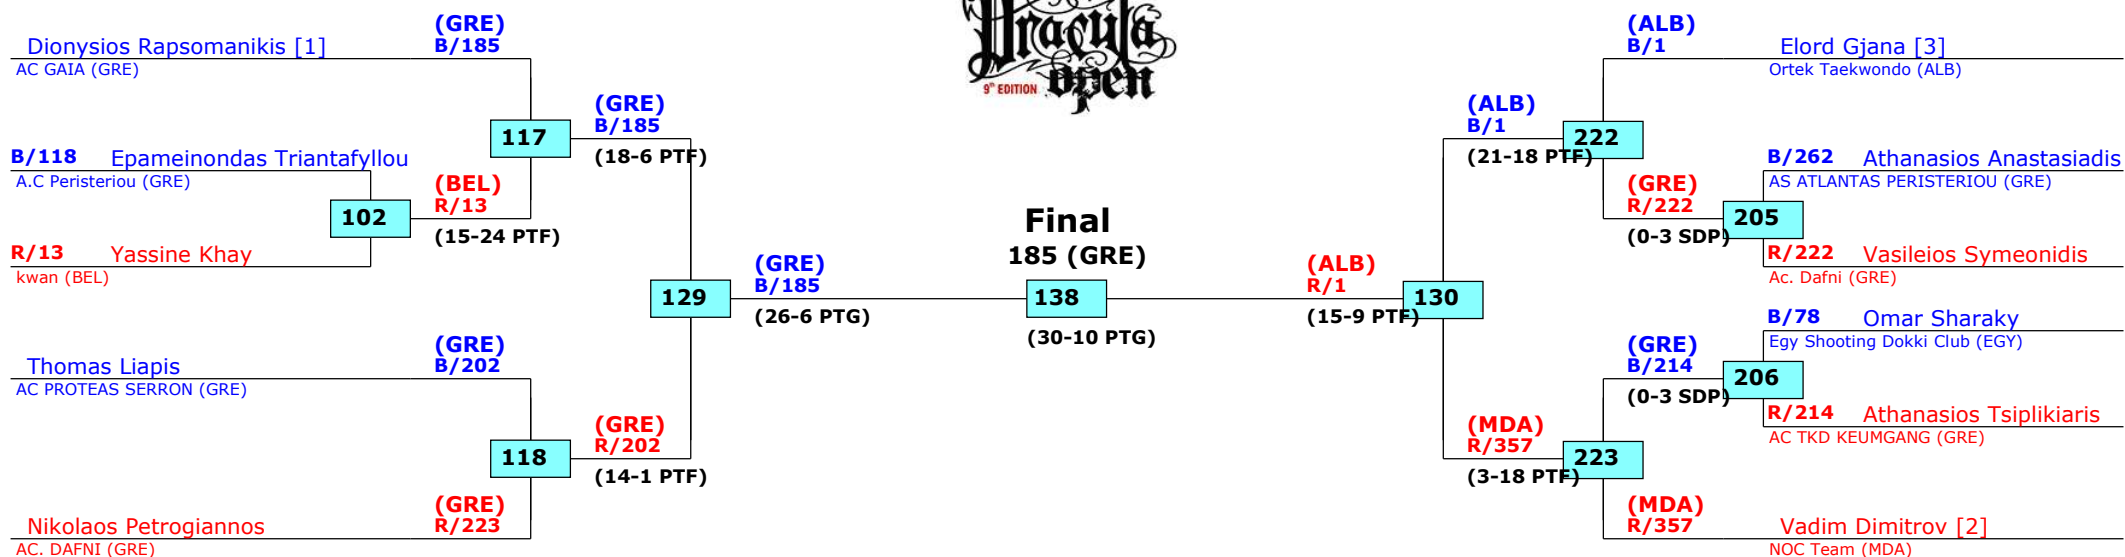 Dracula
open
9th EDITION
(GRE)
B/185
Dionysios Rapsomanikis [1]
AC GAIA (GRE)
117
(GRE)
B/185
(18-6 PTF)
B/118 Epameinondas Triantafyllou
A.C Peristeriou (GRE)
102
(BEL)
R/13
(15-24 PTF)
R/13 Yassine Khay
kwan (BEL)
129
(GRE)
B/185
(26-6 PTG)
Thomas Liapis
(GRE)
B/202
AC PROTEAS SERRON (GRE)
118
(GRE)
R/202
(14-1 PTF)
Nikolaos Petrogiannos
(GRE)
R/223
AC. DAFNI (GRE)
Final
185 (GRE)
138
(30-10 PTG)
(ALB)
R/1
(15-9 PTF)
130
(ALB)
B/1
(21-18 PTF)
222
(ALB)
B/1
Elord Gjana [3]
Ortek Taekwondo (ALB)
B/262 Athanasios Anastasiadis
AS ATLANTAS PERISTERIOU (GRE)
(GRE)
R/222
(0-3 SDP)
205
R/222 Vasileios Symeonidis
Ac. Dafni (GRE)
B/78 Omar Sharaky
Egy Shooting Dokki Club (EGY)
(GRE)
B/214
(0-3 SDP)
206
R/214 Athanasios Tsiplikiaris
AC TKD KEUMGANG (GRE)
(MDA)
R/357
(3-18 PTF)
223
(MDA)
R/357
Vadim Dimitrov [2]
NOC Team (MDA)